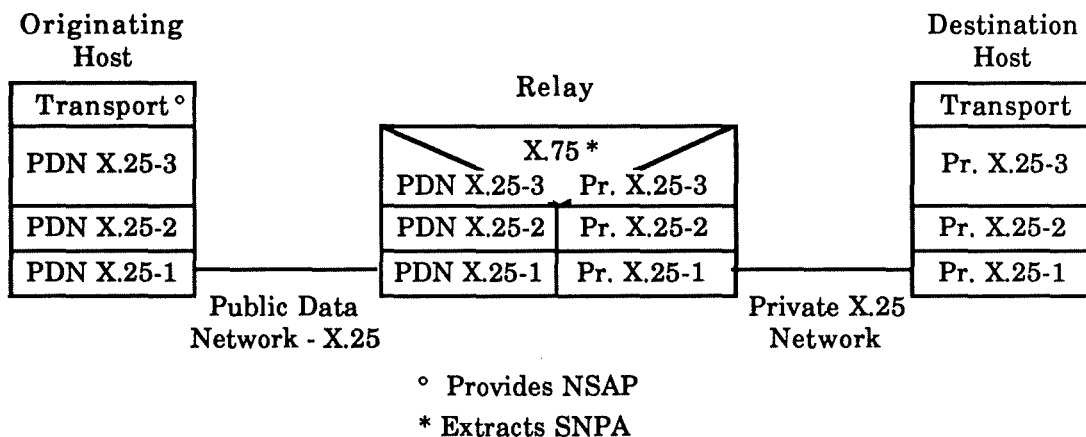 Originating
Host
Transport °
PDN X.25-3
PDN X.25-2
PDN X.25-1
Relay
X.75 *
PDN X.25-3 Pr. X.25-3
PDN X.25-2 Pr. X.25-2
PDN X.25-1 Pr. X.25-1
Destination
Host
Transport
Pr. X.25-3
Pr. X.25-2
Pr. X.25-1
Public Data
Network - X.25
Private X.25
Network
° Provides NSAP
* Extracts SNPA